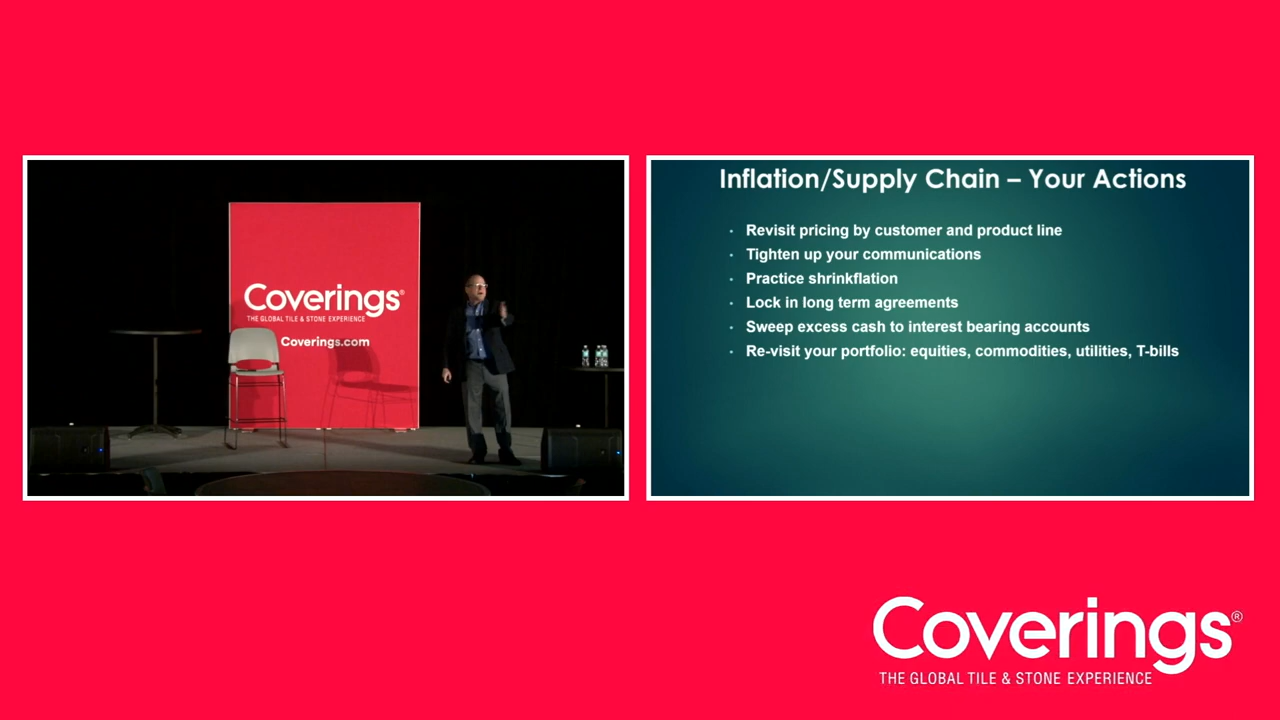 Coverings®
THE GLOBAL TILE & STONE EXPERIENCE
Coverings.com
Inflation/Supply Chain – Your Actions
• Revisit pricing by customer and product line
• Tighten up your communications
• Practice shrinkflation
• Lock in long term agreements
• Sweep excess cash to interest bearing accounts
• Re-visit your portfolio: equities, commodities, utilities, T-bills
Coverings®
THE GLOBAL TILE & STONE EXPERIENCE